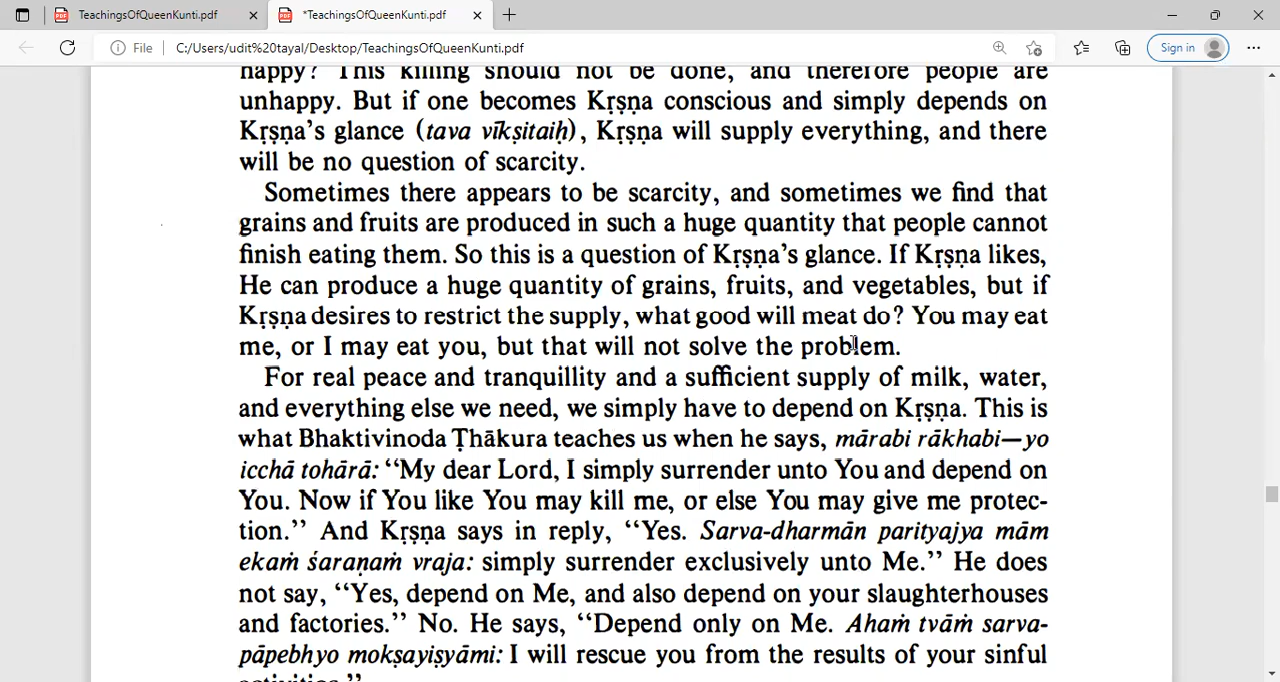 TeachingsOfQueenKunti.pdf
*TeachingsOfQueenKunti.pdf
File
C:/Users/udit%20tayal/Desktop/TeachingsOfQueenKunti.pdf
Sign in
happy? This killing should not be done, and therefore people are
unhappy. But if one becomes Kṛṣṇa conscious and simply depends on
Kṛṣṇa's glance (tava vīkṣitaiḥ), Kṛṣṇa will supply everything, and there
will be no question of scarcity.
Sometimes there appears to be scarcity, and sometimes we find that
grains and fruits are produced in such a huge quantity that people cannot
finish eating them. So this is a question of Kṛṣṇa's glance. If Kṛṣṇa likes,
He can produce a huge quantity of grains, fruits, and vegetables, but if
Kṛṣṇa desires to restrict the supply, what good will meat do? You may eat
me, or I may eat you, but that will not solve the problem.
For real peace and tranquillity and a sufficient supply of milk, water,
and everything else we need, we simply have to depend on Kṛṣṇa. This is
what Bhaktivinoda Ṭhākura teaches us when he says, mārabi rākhabi—yo
icchā tohārā: “My dear Lord, I simply surrender unto You and depend on
You. Now if You like You may kill me, or else You may give me protec-
tion.” And Kṛṣṇa says in reply, “Yes. Sarva-dharmān parityajya mām
ekaṁ śaraṇaṁ vraja: simply surrender exclusively unto Me.” He does
not say, “Yes, depend on Me, and also depend on your slaughterhouses
and factories.” No. He says, “Depend only on Me. Ahaṁ tvāṁ sarva-
pāpebhyo mokṣayiṣyāmi: I will rescue you from the results of your sinful